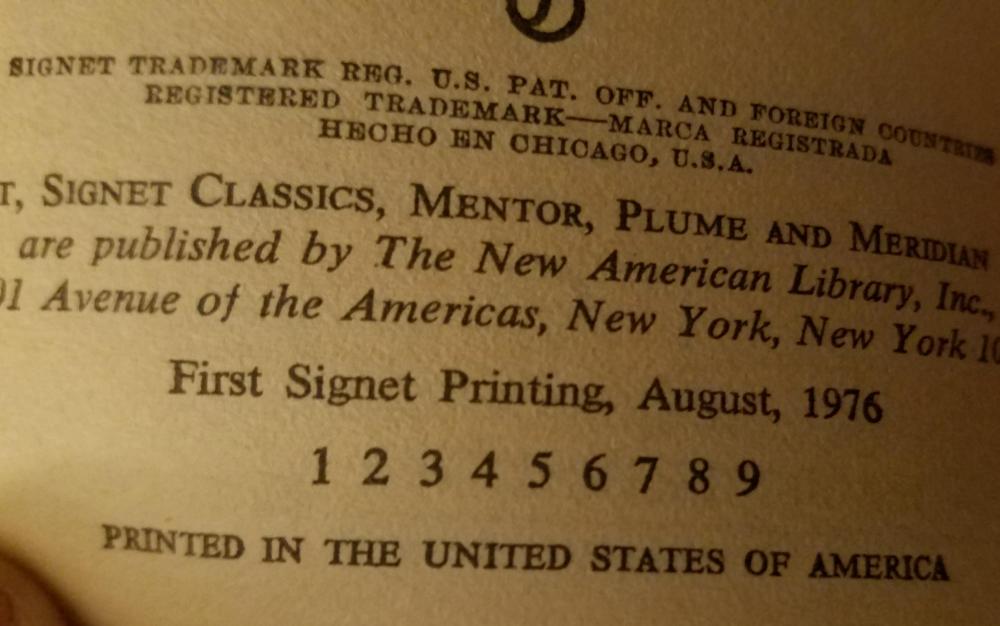 SIGNET TRADEMARK REG. U.S. PAT. OFF. AND FOREIGN COUNTRIES
REGISTERED TRADEMARK—MARCA REGISTRADA
HECHO EN CHICAGO, U.S.A.
T, SIGNET CLASSICS, MENTOR, PLUME AND MERIDIAN
are published by The New American Library, Inc.,
01 Avenue of the Americas, New York, New York 10
First Signet Printing, August, 1976
1 2 3 4 5 6 7 8 9
PRINTED IN THE UNITED STATES OF AMERICA